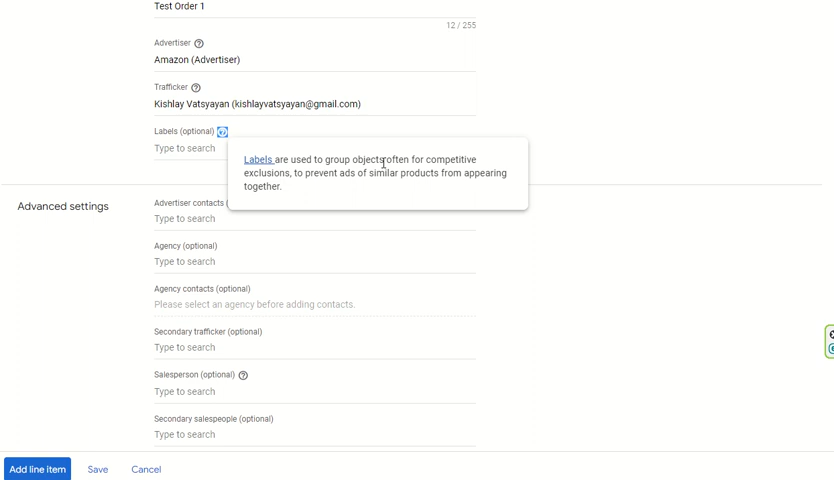 Test Order 1
12 / 255
Advertiser
Amazon (Advertiser)
Trafficker
Kishlay Vatsyayan (kishlayvatsyayan@gmail.com)
Labels (optional)
Type to search
Labels are used to group objects often for competitive
exclusions, to prevent ads of similar products from appearing
together.
Advanced settings
Advertiser contacts
Type to search
Agency (optional)
Type to search
Agency contacts (optional)
Please select an agency before adding contacts.
Secondary trafficker (optional)
Type to search
Salesperson (optional)
Type to search
Secondary salespeople (optional)
Type to search
Add line item
Save
Cancel